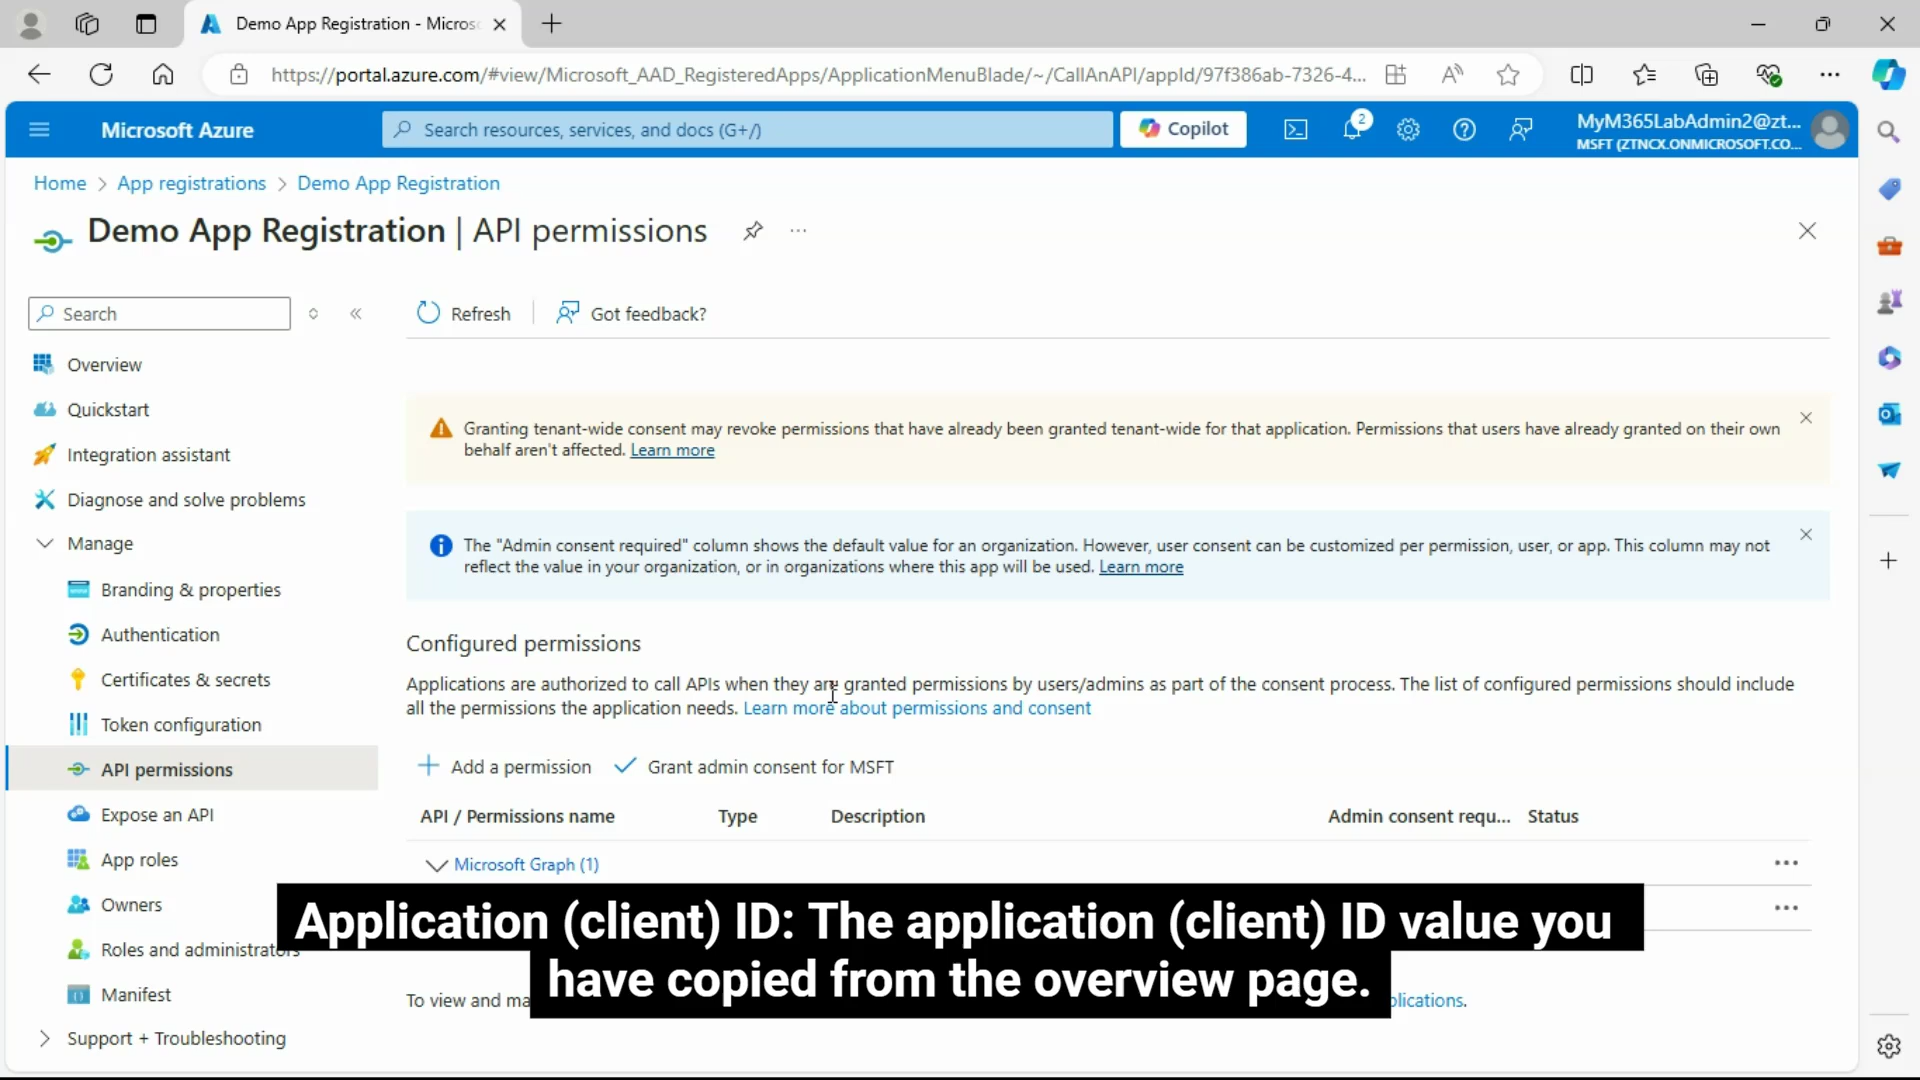 Demo App Registration - Micros
https://portal.azure.com/#view/Microsoft_AAD_RegisteredApps/ApplicationMenuBlade/~/CallAnAPI/appId/97f386ab-7326-4...
Microsoft Azure
Search resources, services, and docs (G+/)
Copilot
2
MyM365LabAdmin2@zt...
MSFT (ZTNCX.ONMICROSOFT.CO...
Home > App registrations > Demo App Registration
Demo App Registration | API permissions
Search
Refresh
Got feedback?
Overview
Quickstart
Integration assistant
Diagnose and solve problems
Manage
Branding & properties
Authentication
Certificates & secrets
Token configuration
API permissions
Expose an API
App roles
Owners
Roles and administrators
Manifest
Support + Troubleshooting
Granting tenant-wide consent may revoke permissions that have already been granted tenant-wide for that application. Permissions that users have already granted on their own
behalf aren't affected. Learn more
The "Admin consent required" column shows the default value for an organization. However, user consent can be customized per permission, user, or app. This column may not
reflect the value in your organization, or in organizations where this app will be used. Learn more
Configured permissions
Applications are authorized to call APIs when they are granted permissions by users/admins as part of the consent process. The list of configured permissions should include
all the permissions the application needs. Learn more about permissions and consent
Add a permission
Grant admin consent for MSFT
API / Permissions name Type Description Admin consent requ... Status
Microsoft Graph (1)
To view and ma
plications.
Application (client) ID: The application (client) ID value you
have copied from the overview page.